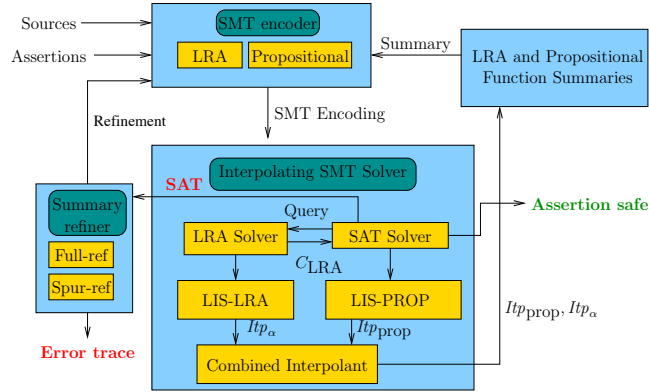 Sources
Assertions
SMT encoder
LRA
Propositional
Summary
LRA and Propositional
Function Summaries
Refinement
SMT Encoding
Interpolating SMT Solver
SAT
Summary
refiner
Full-ref
Spur-ref
Error trace
Query
LRA Solver
SAT Solver
C_LRA
Assertion safe
LIS-LRA
LIS-PROP
Itp_α
Itp_prop
Combined Interpolant
Itp_prop, Itp_α